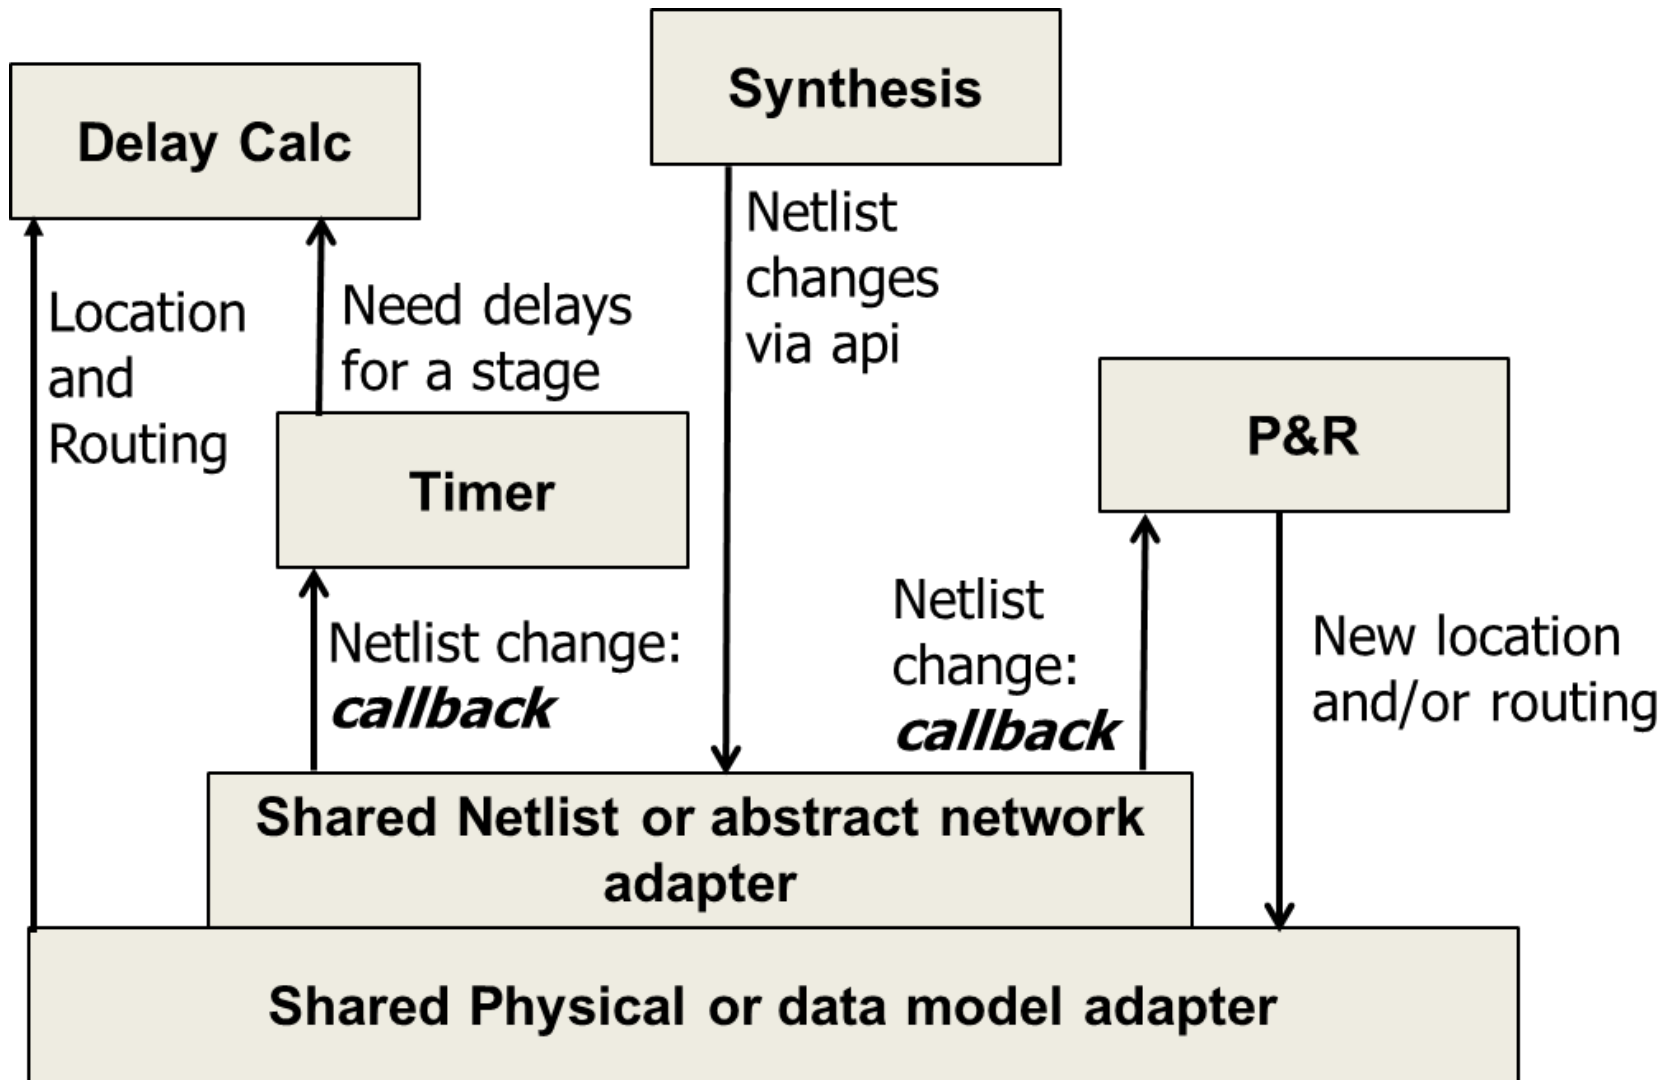 Synthesis
Delay Calc
Netlist
changes
via api
Location
and
Routing
Need delays
for a stage
P&R
Timer
Netlist change:
callback
Netlist
change:
callback
New location
and/or routing
Shared Netlist or abstract network
adapter
Shared Physical or data model adapter